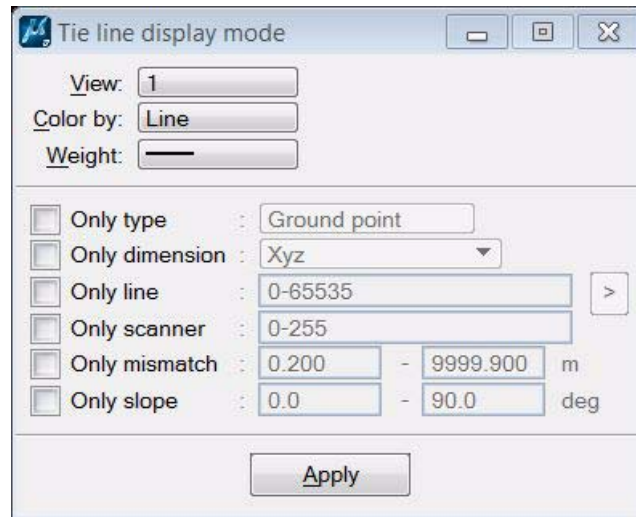 Tie line display mode
View: 1
Color by: Line
Weight:
Only type : Ground point
Only dimension : Xyz
Only line : 0-65535 >
Only scanner : 0-255
Only mismatch : 0.200 - 9999.900 m
Only slope : 0.0 - 90.0 deg
Apply